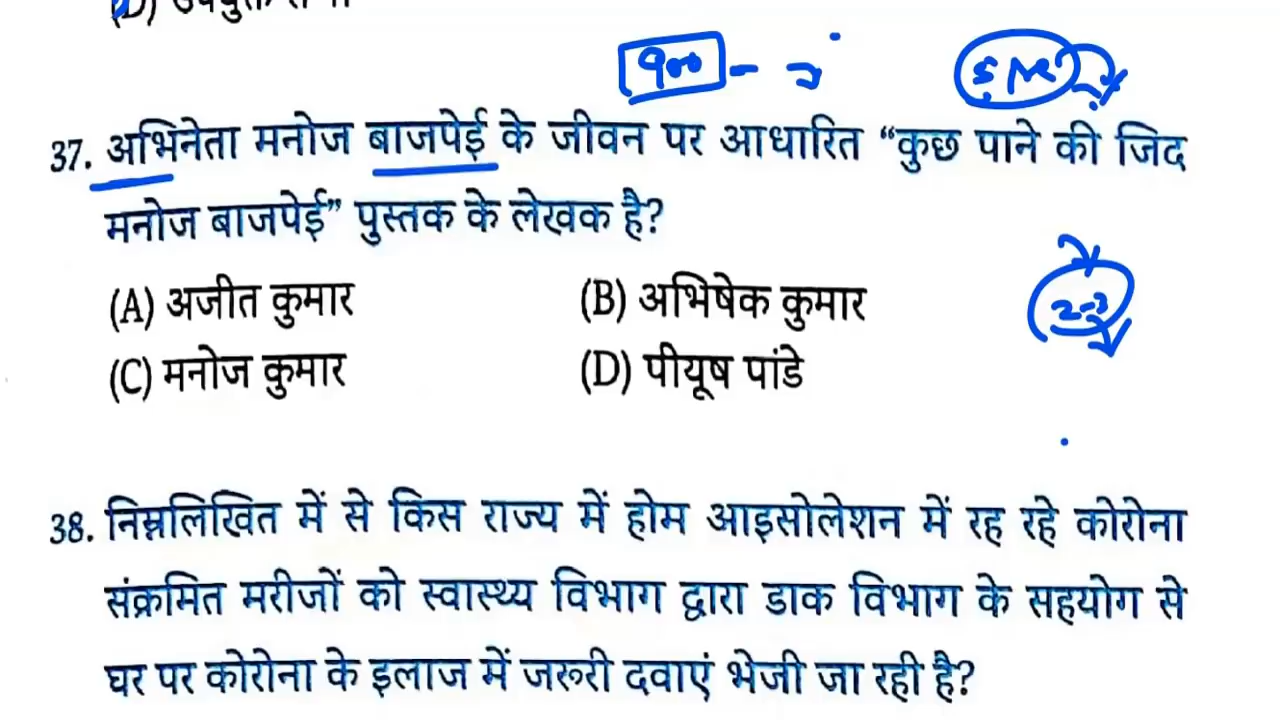 37. अभिनेता मनोज बाजपेई के जीवन पर आधारित “कुछ पाने की जिद
मनोज बाजपेई” पुस्तक के लेखक है?
(A) अजीत कुमार (B) अभिषेक कुमार
(C) मनोज कुमार (D) पीयूष पांडे
38. निम्नलिखित में से किस राज्य में होम आइसोलेशन में रह रहे कोरोना
संक्रमित मरीजों को स्वास्थ्य विभाग द्वारा डाक विभाग के सहयोग से
घर पर कोरोना के इलाज में जरूरी दवाएं भेजी जा रही है?